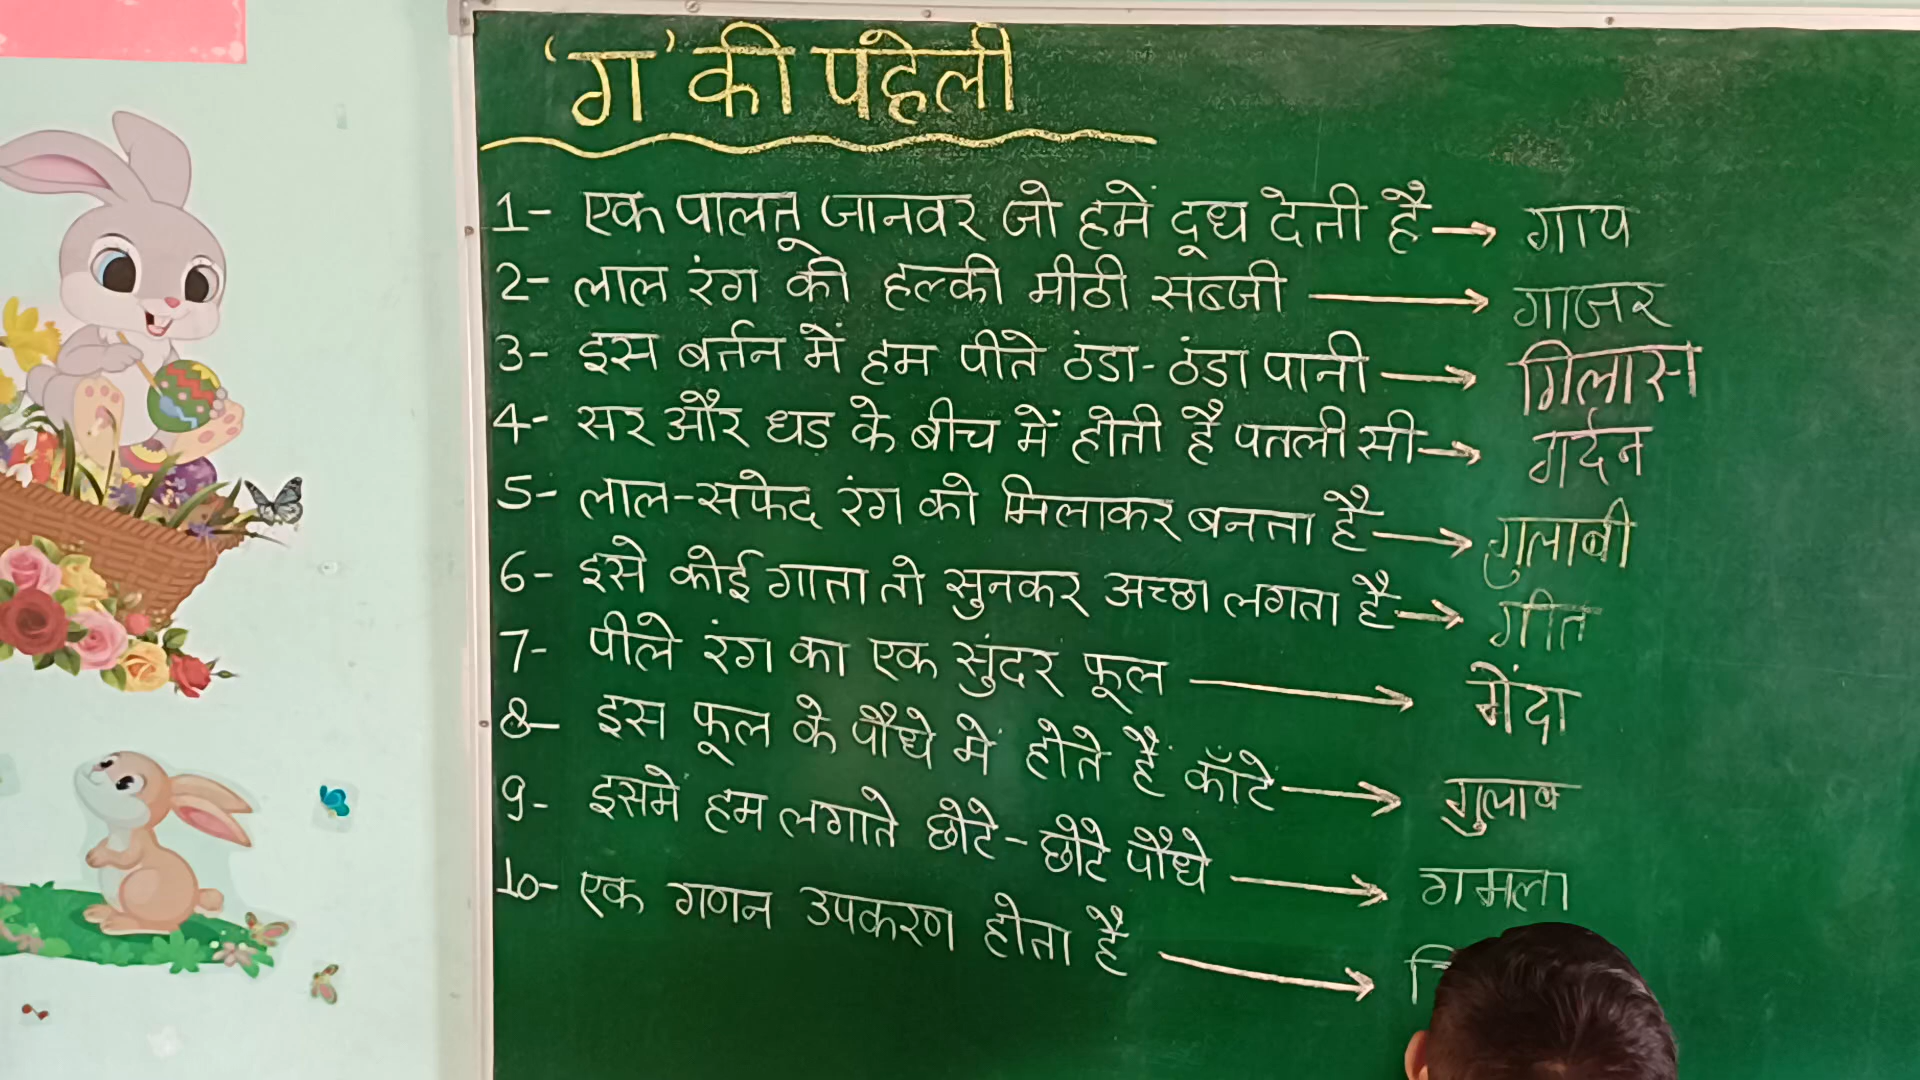 'ग' की पहेली
1- एक पालतू जानवर जो हमें दूध देती है → गाय
2- लाल रंग की हल्की मीठी सब्जी → गाजर
3- इस बर्तन में हम पीते ठंडा-ठंडा पानी → गिलास
4- सर और धड के बीच में होती है पतली सी → गर्दन
5- लाल-सफेद रंग को मिलाकर बनता है → गुलाबी
6- इसे कोई गाता तो सुनकर अच्छा लगता है → गीत
7- पीले रंग का एक सुंदर फूल → गेंदा
8- इस फूल के पौधे में होते हैं काँटे → गुलाब
9- इसमें हम लगाते छोटे-छोटे पौधे → गमला
10- एक गणन उपकरण होता है →